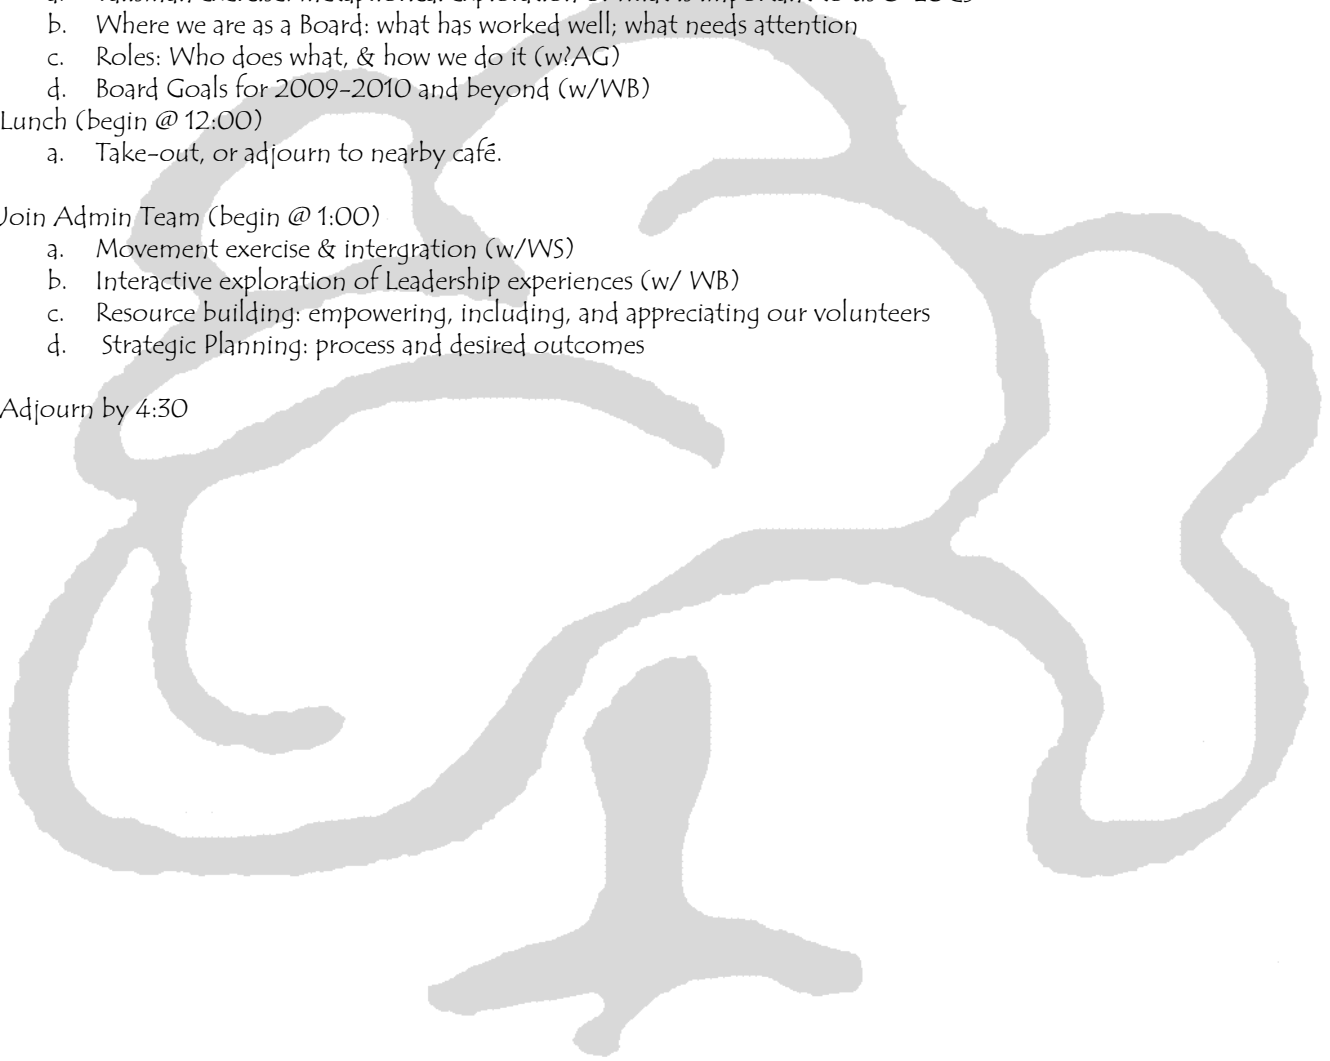 b. Where we are as a Board: what has worked well; what needs attention
c. Roles: Who does what, & how we do it (w?AG)
d. Board Goals for 2009-2010 and beyond (w/WB)
Lunch (begin @ 12:00)
a. Take-out, or adjourn to nearby café.
Join Admin Team (begin @ 1:00)
a. Movement exercise & intergration (w/WS)
b. Interactive exploration of Leadership experiences (w/ WB)
c. Resource building: empowering, including, and appreciating our volunteers
d. Strategic Planning: process and desired outcomes
Adjourn by 4:30